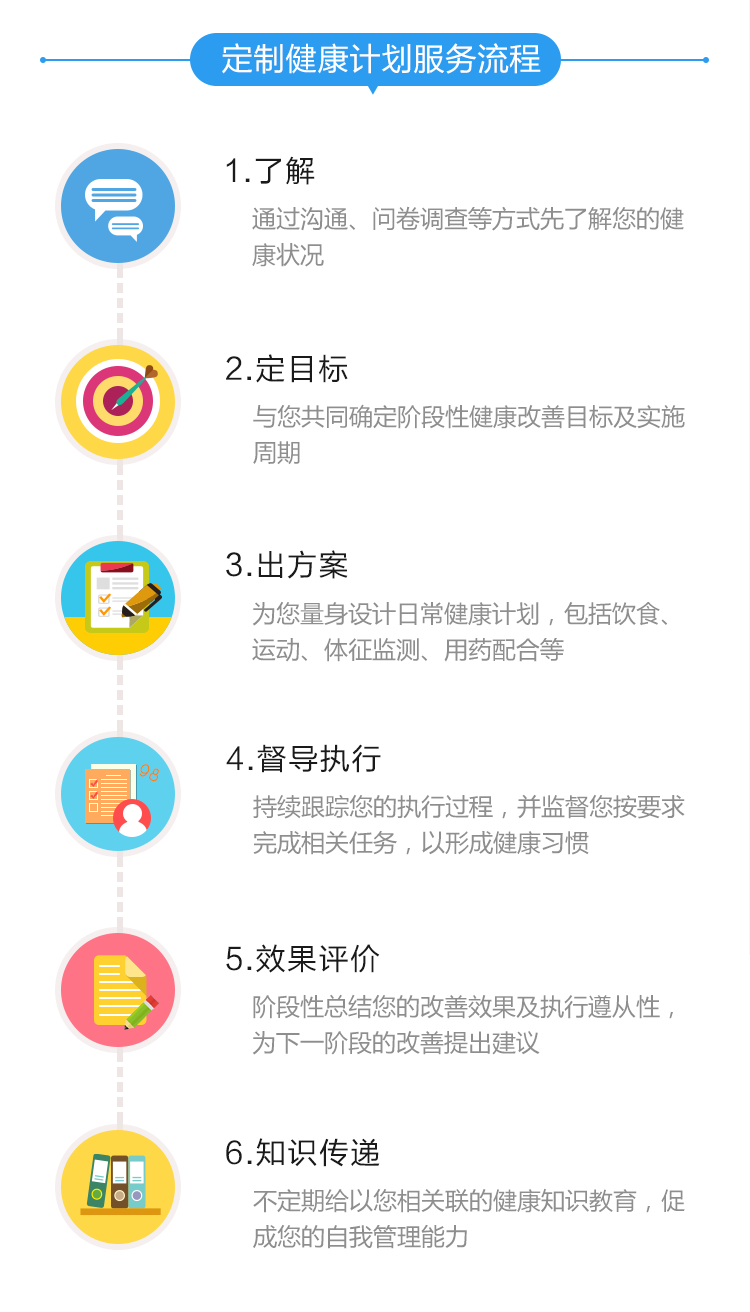 定制健康计划服务流程
1.了解
通过沟通、问卷调查等方式先了解您的健
康状况
2.定目标
与您共同确定阶段性健康改善目标及实施
周期
3.出方案
为您量身设计日常健康计划，包括饮食、
运动、体征监测、用药配合等
4.督导执行
持续跟踪您的执行过程，并监督您按要求
完成相关任务，以形成健康习惯
5.效果评价
阶段性总结您的改善效果及执行遵从性，
为下一阶段的改善提出建议
6.知识传递
不定期给以您相关联的健康知识教育，促
成您的自我管理能力